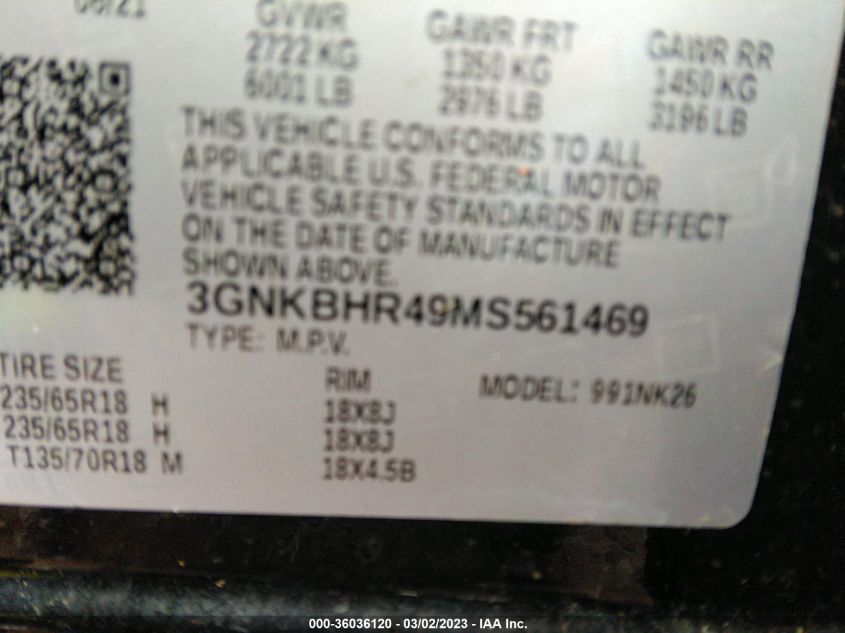 GVWR GAWR FRT GAWR RR
2722 KG 1350 KG 1450 KG
6001 LB 2976 LB 3196 LB
THIS VEHICLE CONFORMS TO ALL
APPLICABLE U.S. FEDERAL MOTOR
VEHICLE SAFETY STANDARDS IN EFFECT
ON THE DATE OF MANUFACTURE
SHOWN ABOVE.
3GNKBHR49MS561469
TYPE: M.P.V.
TIRE SIZE RIM MODEL: 991NK26
235/65R18 H 18X8J
235/65R18 H 18X8J
T135/70R18 M 18X4.5B
000-36036120 — 03/02/2023 — IAA Inc.